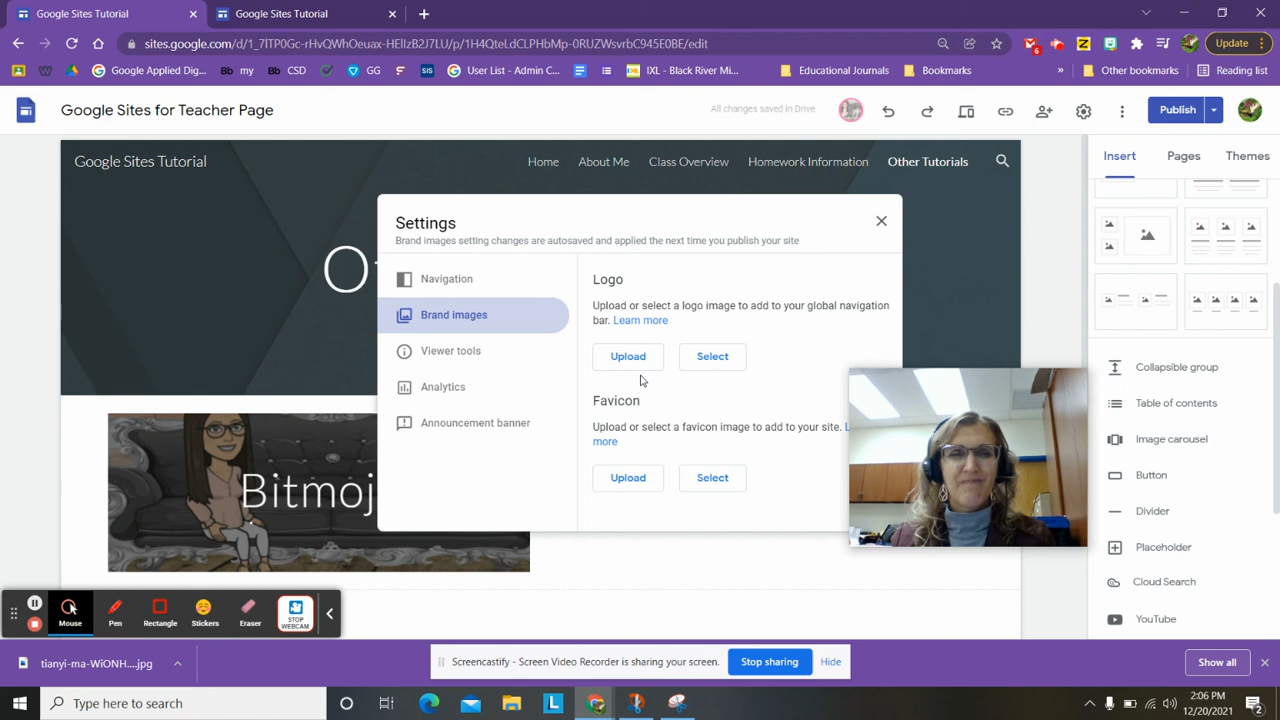 Google Sites Tutorial
Google Sites Tutorial
sites.google.com/d/1_7lTP0Gc-rHvQWhOeuax-HEllzB2J7LU/p/1H4QteLdCLPHbMp-0RUZWsvrbC945E0BE/edit
6
Update
Google Applied Dig...
Bb my
Bb CSD
GG
SIS
User List - Admin C...
IXL - Black River Mi...
Educational Journals
Bookmarks
»
Other bookmarks
Reading list
Google Sites for Teacher Page
All changes saved in Drive
Publish
Google Sites Tutorial
Home
About Me
Class Overview
Homework Information
Other Tutorials
Insert
Pages
Themes
Settings
Brand images setting changes are autosaved and applied the next time you publish your site
Navigation
Brand images
Viewer tools
Analytics
Announcement banner
Logo
Upload or select a logo image to add to your global navigation
bar. Learn more
Upload
Select
Favicon
Upload or select a favicon image to add to your site.
more
Upload
Select
Bitmoj
Collapsible group
Table of contents
Image carousel
Button
Divider
Placeholder
Cloud Search
YouTube
Mouse
Pen
Rectangle
Stickers
Eraser
STOP
WEBCAM
tianyi-ma-WiONH....jpg
Screencastify - Screen Video Recorder is sharing your screen.
Stop sharing
Hide
Show all
Type here to search
L
2:06 PM
12/20/2021
2